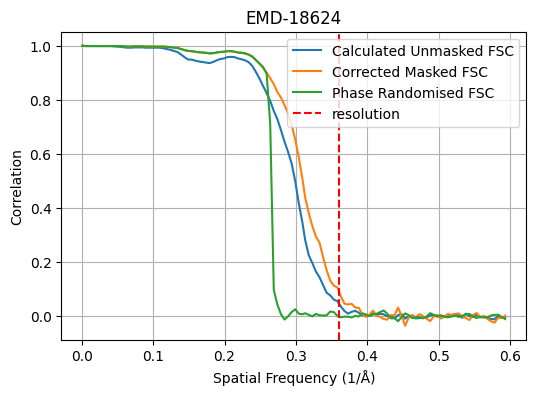 EMD-18624
Calculated Unmasked FSC
Corrected Masked FSC
Phase Randomised FSC
resolution
Correlation
1.0
0.8
0.6
0.4
0.2
0.0
0.0 0.1 0.2 0.3 0.4 0.5 0.6
Spatial Frequency (1/Å)